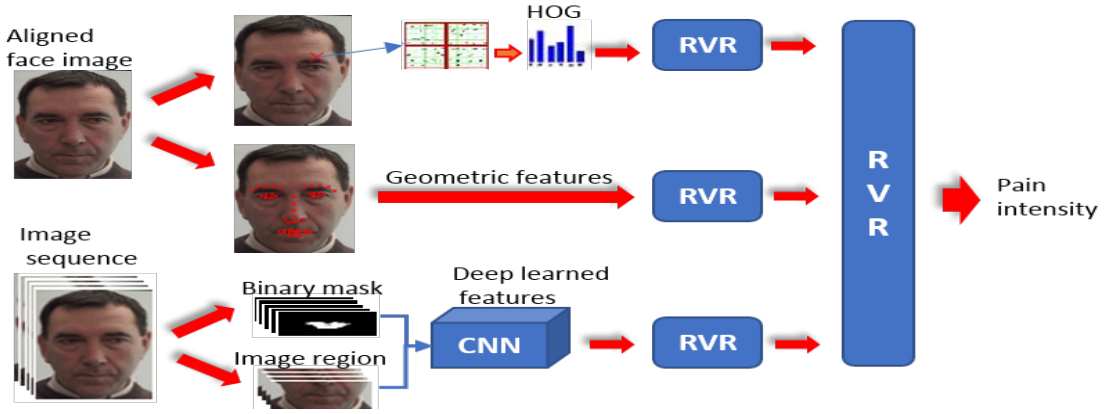 HOG
Aligned
face image
RVR
Geometric features
RVR
R
V
R
Pain
intensity
Image
sequence
Binary mask
Deep learned
features
CNN
RVR
Image region